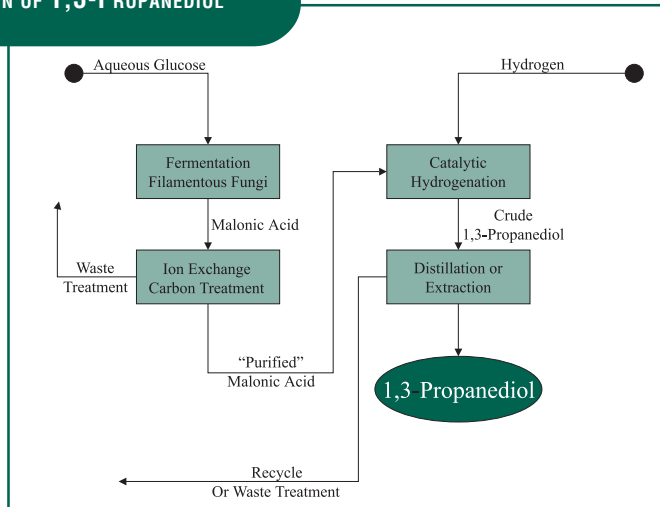 N OF 1,3-PROPANEDIOL
Aqueous Glucose
Hydrogen
Fermentation
Filamentous Fungi
Catalytic
Hydrogenation
Malonic Acid
Crude
1,3-Propanediol
Waste
Treatment
Ion Exchange
Carbon Treatment
Distillation or
Extraction
“Purified”
Malonic Acid
1,3-Propanediol
Recycle
Or Waste Treatment